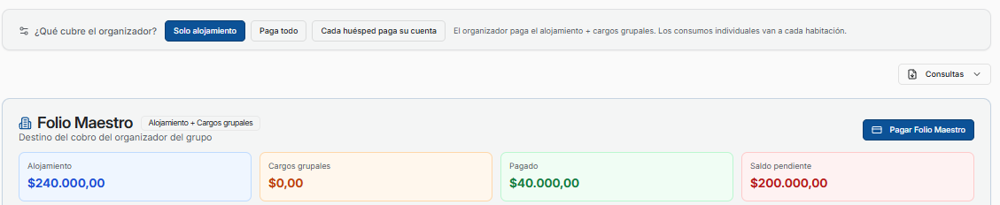 ¿Qué cubre el organizador? Solo alojamiento Paga todo Cada huésped paga su cuenta El organizador paga el alojamiento + cargos grupales. Los consumos individuales van a cada habitación.
Consultas
Folio Maestro Alojamiento + Cargos grupales
Destino del cobro del organizador del grupo
Pagar Folio Maestro
Alojamiento Cargos grupales Pagado Saldo pendiente
$240.000,00 $0,00 $40.000,00 $200.000,00